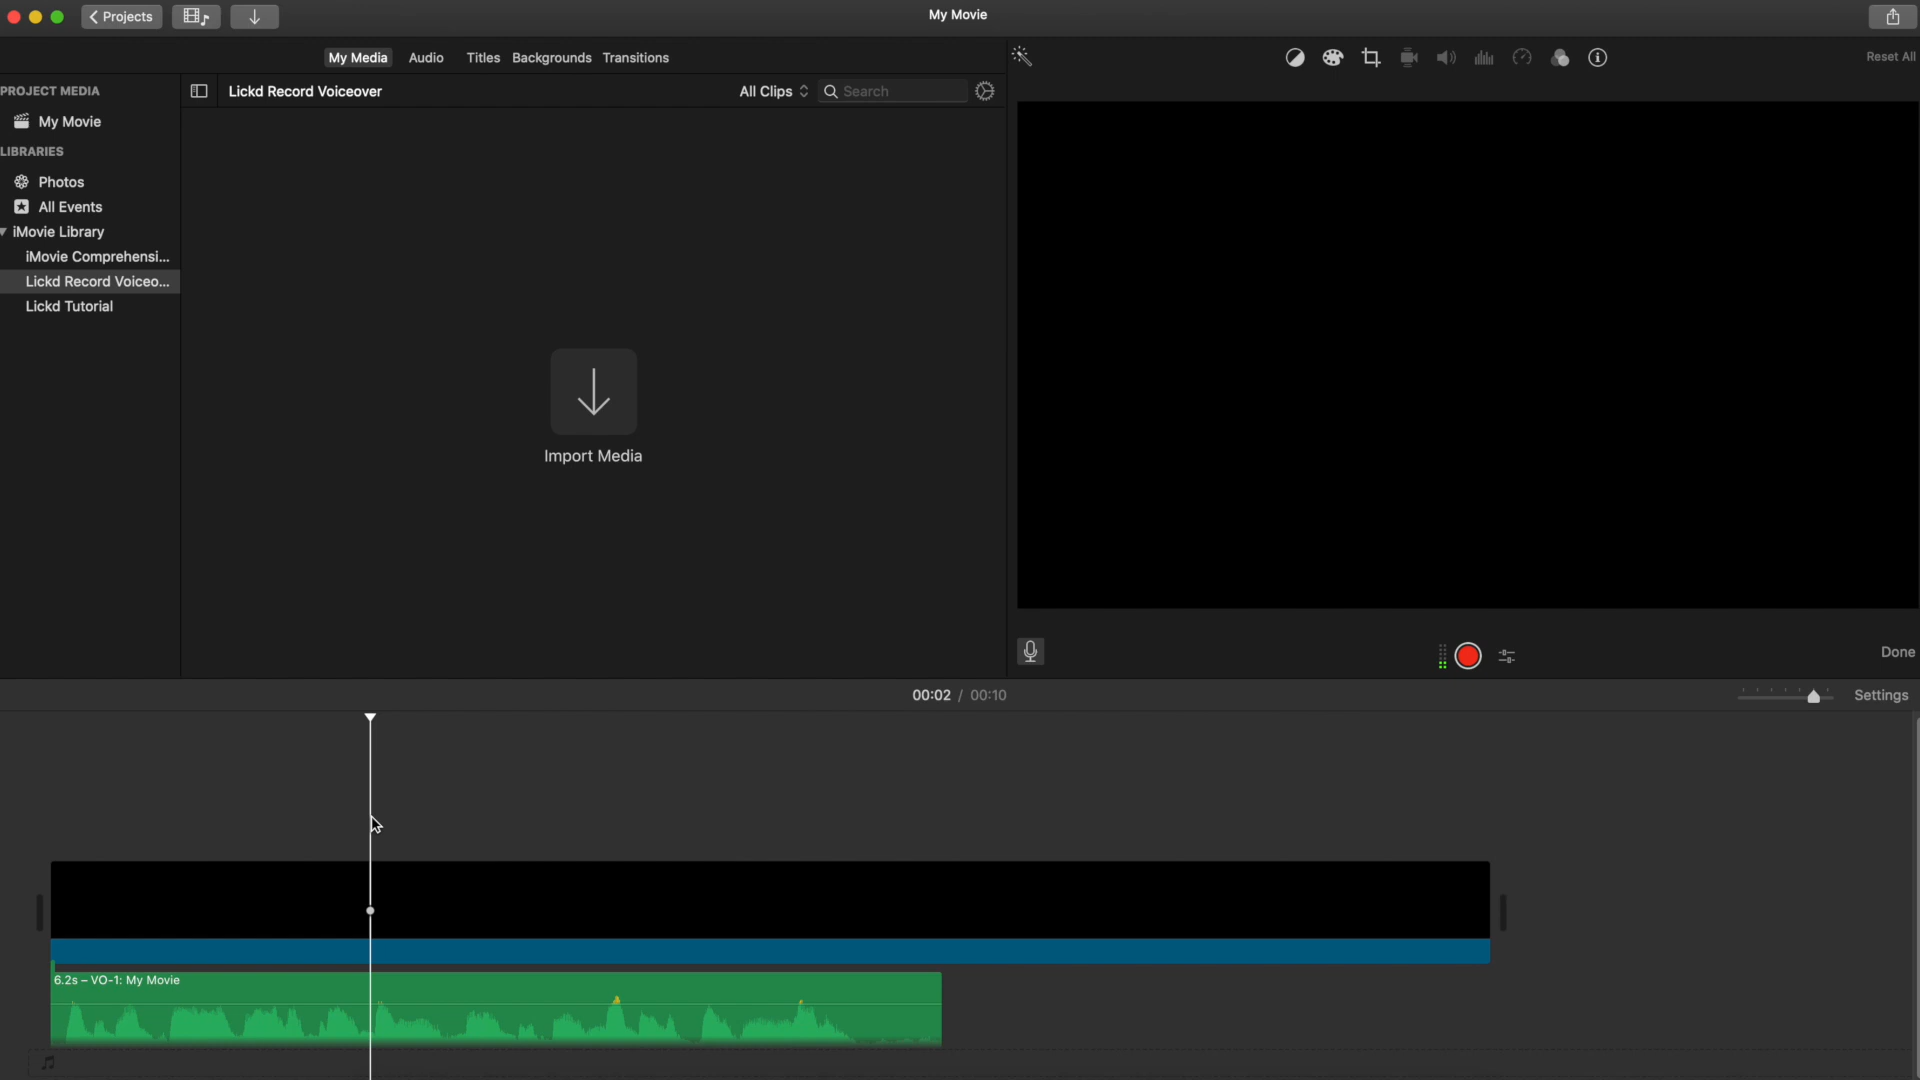 Projects
My Movie
My Media Audio Titles Backgrounds Transitions
Reset All
PROJECT MEDIA
Lickd Record Voiceover
All Clips
Search
My Movie
LIBRARIES
Photos
All Events
iMovie Library
iMovie Comprehensi...
Lickd Record Voiceo...
Lickd Tutorial
Import Media
Done
00:02 / 00:10
Settings
6.2s – VO-1: My Movie